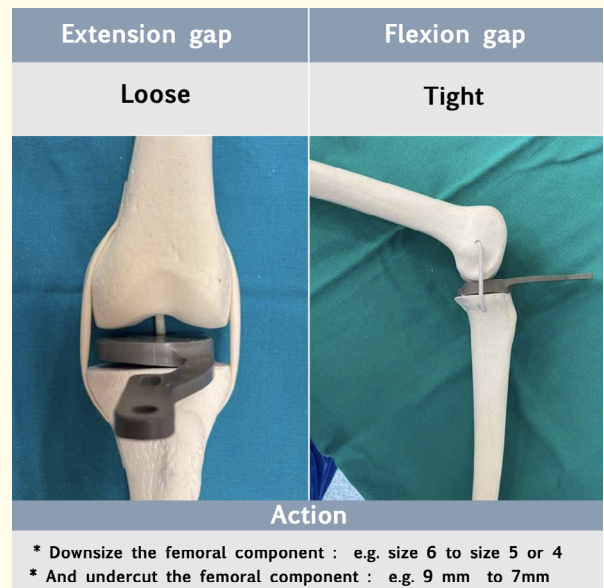 Extension gap
Flexion gap
Loose
Tight
Action
* Downsize the femoral component : e.g. size 6 to size 5 or 4
* And undercut the femoral component : e.g. 9 mm to 7mm